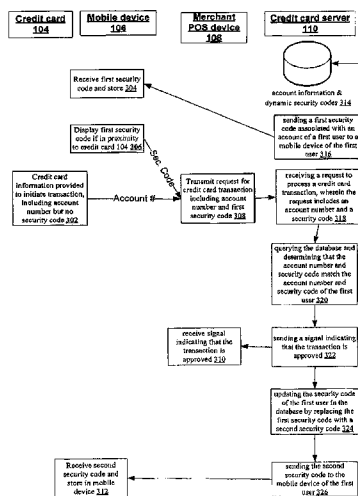 Credit card
104
Mobile device
106
Merchant
POS device
108
Credit card server
110
account information &
dynamic security codes 314
Receive first security
code and store 304
sending a first security
code associated with an
account of a first user to a
mobile device of the first
user 316
Display first security
code if in proximity
to credit card 104 306
Sec. Code
Credit card
information provided
to initiate transaction,
including account
number but no
security code 302
Account #
Transmit request for
credit card transaction
including account
number and first
security code 308
receiving a request to
process a credit card
transaction, wherein the
request includes an
account number and a
security code 318
querying the database and
determining that the
account number and
security code match the
account number and
security code of the first
user 320
receive signal
indicating that the
transaction is
approved 310
sending a signal indicating
that the transaction is
approved 322
updating the security code
of the first user in the
database by replacing the
first security code with a
second security code 324
Receive second
security code and
store in mobile
device 312
sending the second
security code to the
mobile device of the first
user 326